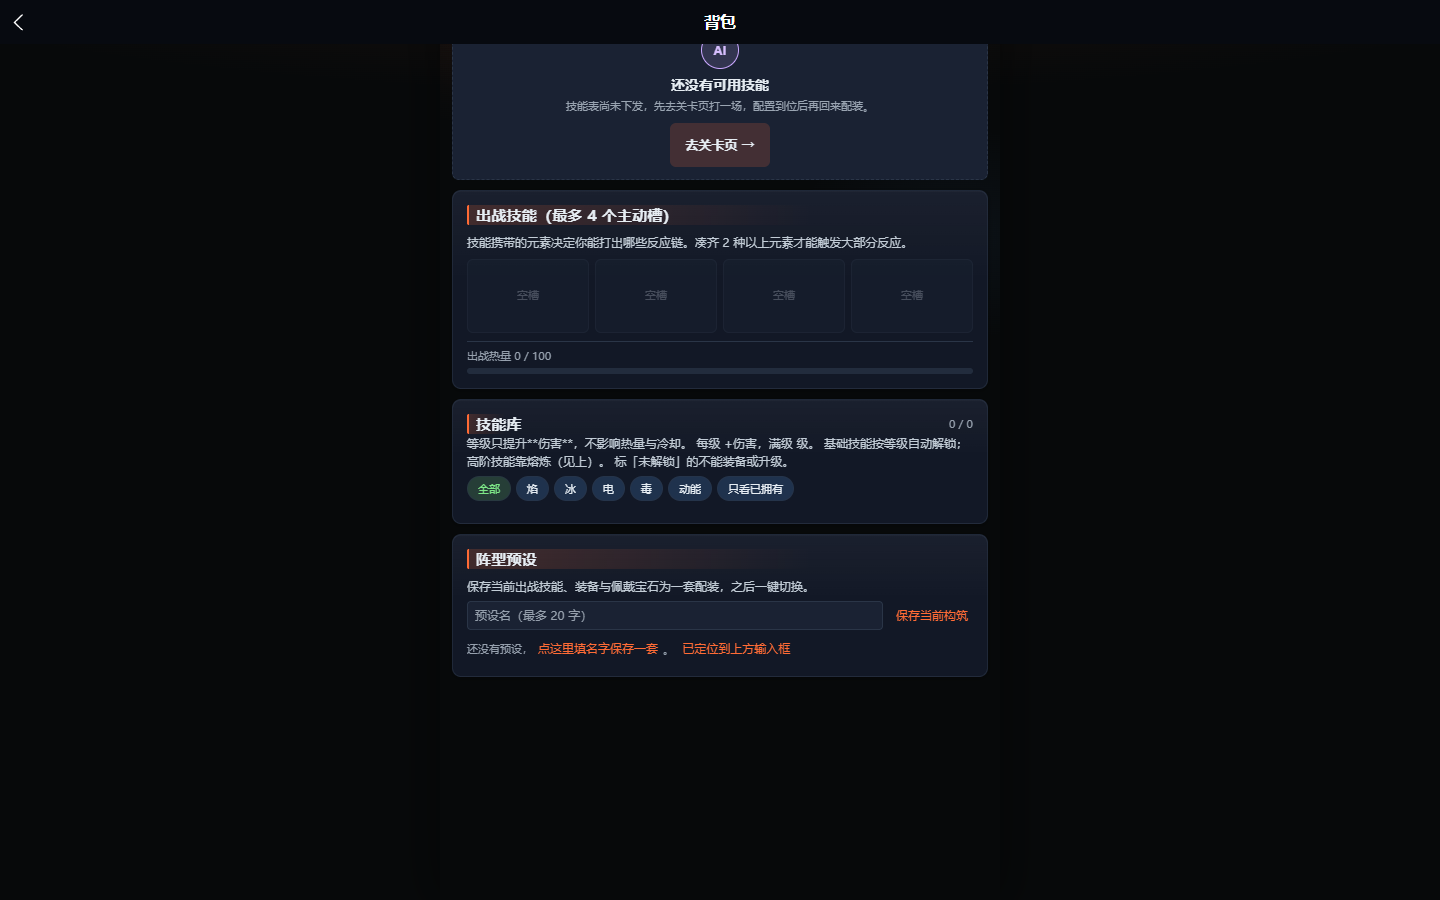 背包
AI
还没有可用技能
技能表尚未下发，先去关卡页打一场，配置到位后再回来配装。
去关卡页 →
出战技能（最多 4 个主动槽）
技能携带的元素决定你能打出哪些反应链。凑齐 2 种以上元素才能触发大部分反应。
空槽 空槽 空槽 空槽
出战热量 0 / 100
技能库 0 / 0
等级只提升**伤害**，不影响热量与冷却。 每级 +伤害，满级 级。 基础技能按等级自动解锁；
高阶技能靠熔炼（见上）。 标「未解锁」的不能装备或升级。
全部 焰 冰 电 毒 动能 只看已拥有
阵型预设
保存当前出战技能、装备与佩戴宝石为一套配装，之后一键切换。
预设名（最多 20 字） 保存当前构筑
还没有预设， 点这里填名字保存一套 。 已定位到上方输入框